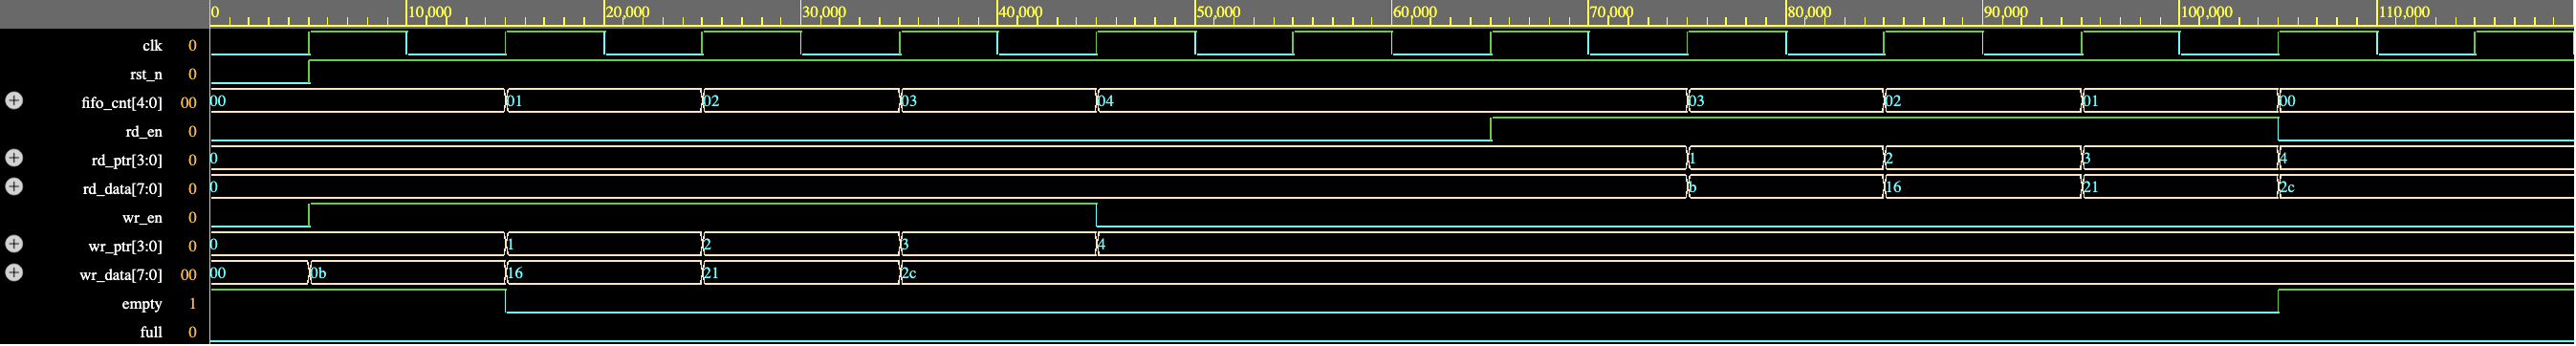 0 10,000 20,000 30,000 40,000 50,000 60,000 70,000 80,000 90,000 100,000 110,000
clk 0
rst_n 0
fifo_cnt[4:0] 00 00 01 02 03 04 03 02 01 00
rd_en 0
rd_ptr[3:0] 0 0 1 2 3 4
rd_data[7:0] 0 0 b 16 21 2c
wr_en 0
wr_ptr[3:0] 0 0 1 2 3 4
wr_data[7:0] 00 00 0b 16 21 2c
empty 1
full 0